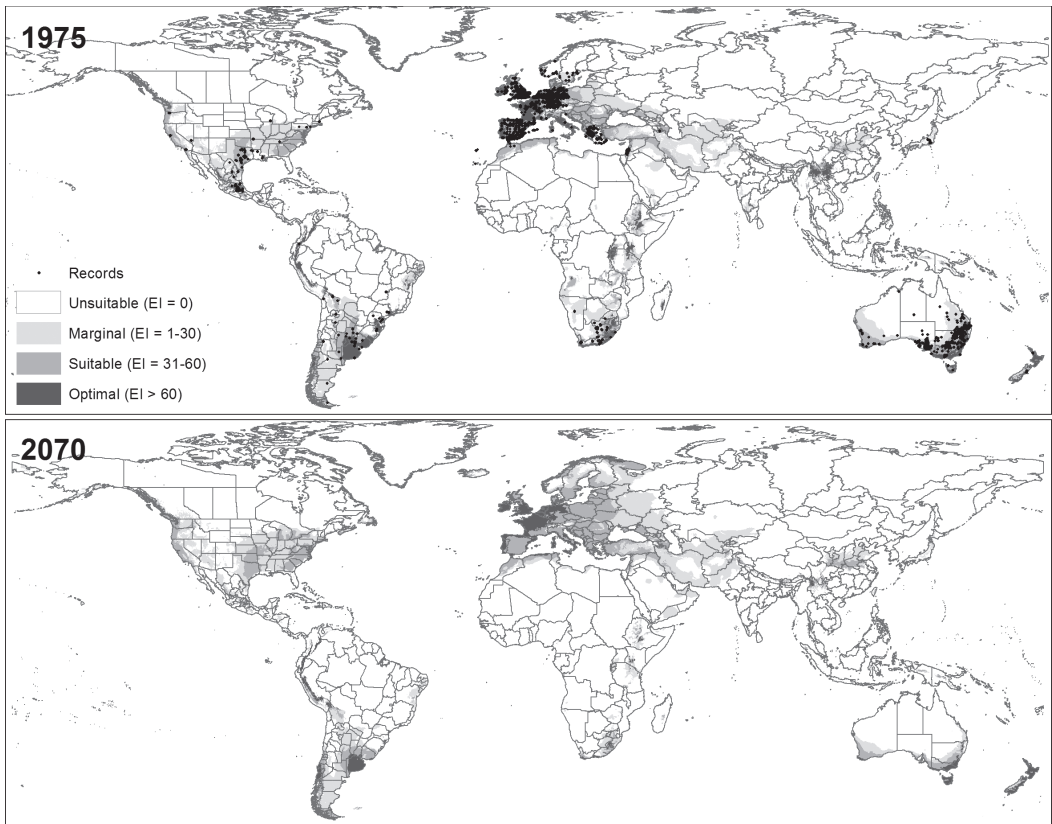 1975
Records
Unsuitable (EI = 0)
Marginal (EI = 1-30)
Suitable (EI = 31-60)
Optimal (EI > 60)
2070